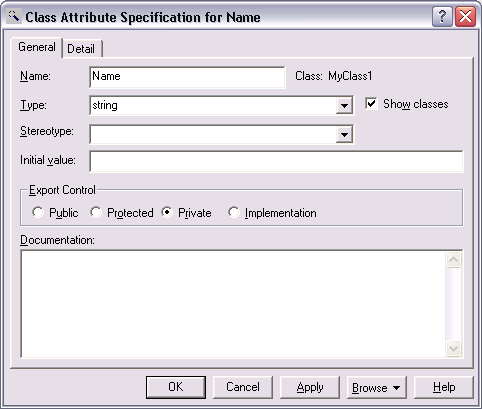 Class Attribute Specification for Name
General Detail
Name: Name Class: MyClass1
Type: string Show classes
Stereotype:
Initial value:
Export Control
Public Protected Private Implementation
Documentation:
OK Cancel Apply Browse Help